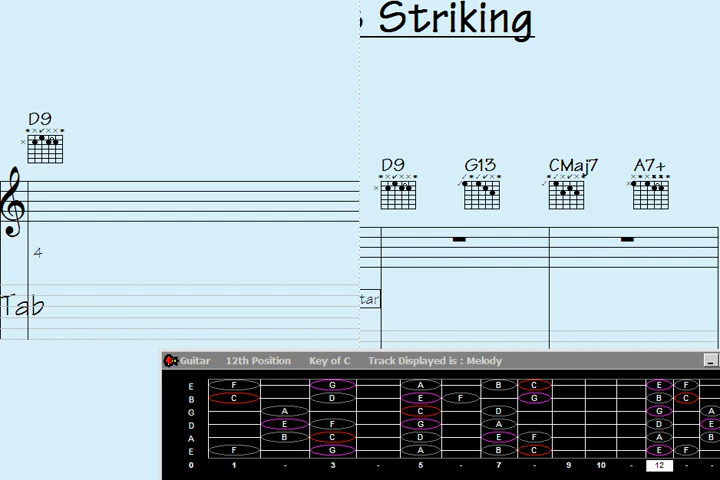 Striking
D9
D9 G13 CMaj7 A7+
4
Tab
tar
Guitar 12th Position Key of C Track Displayed is : Melody
E F G A B C E F
B C D E F G B C
G A C D G A
D E F G A D E
A B C D E F A B
E F G A B C E F
0 1 - 3 - 5 - 7 - 9 10 - 12 - -